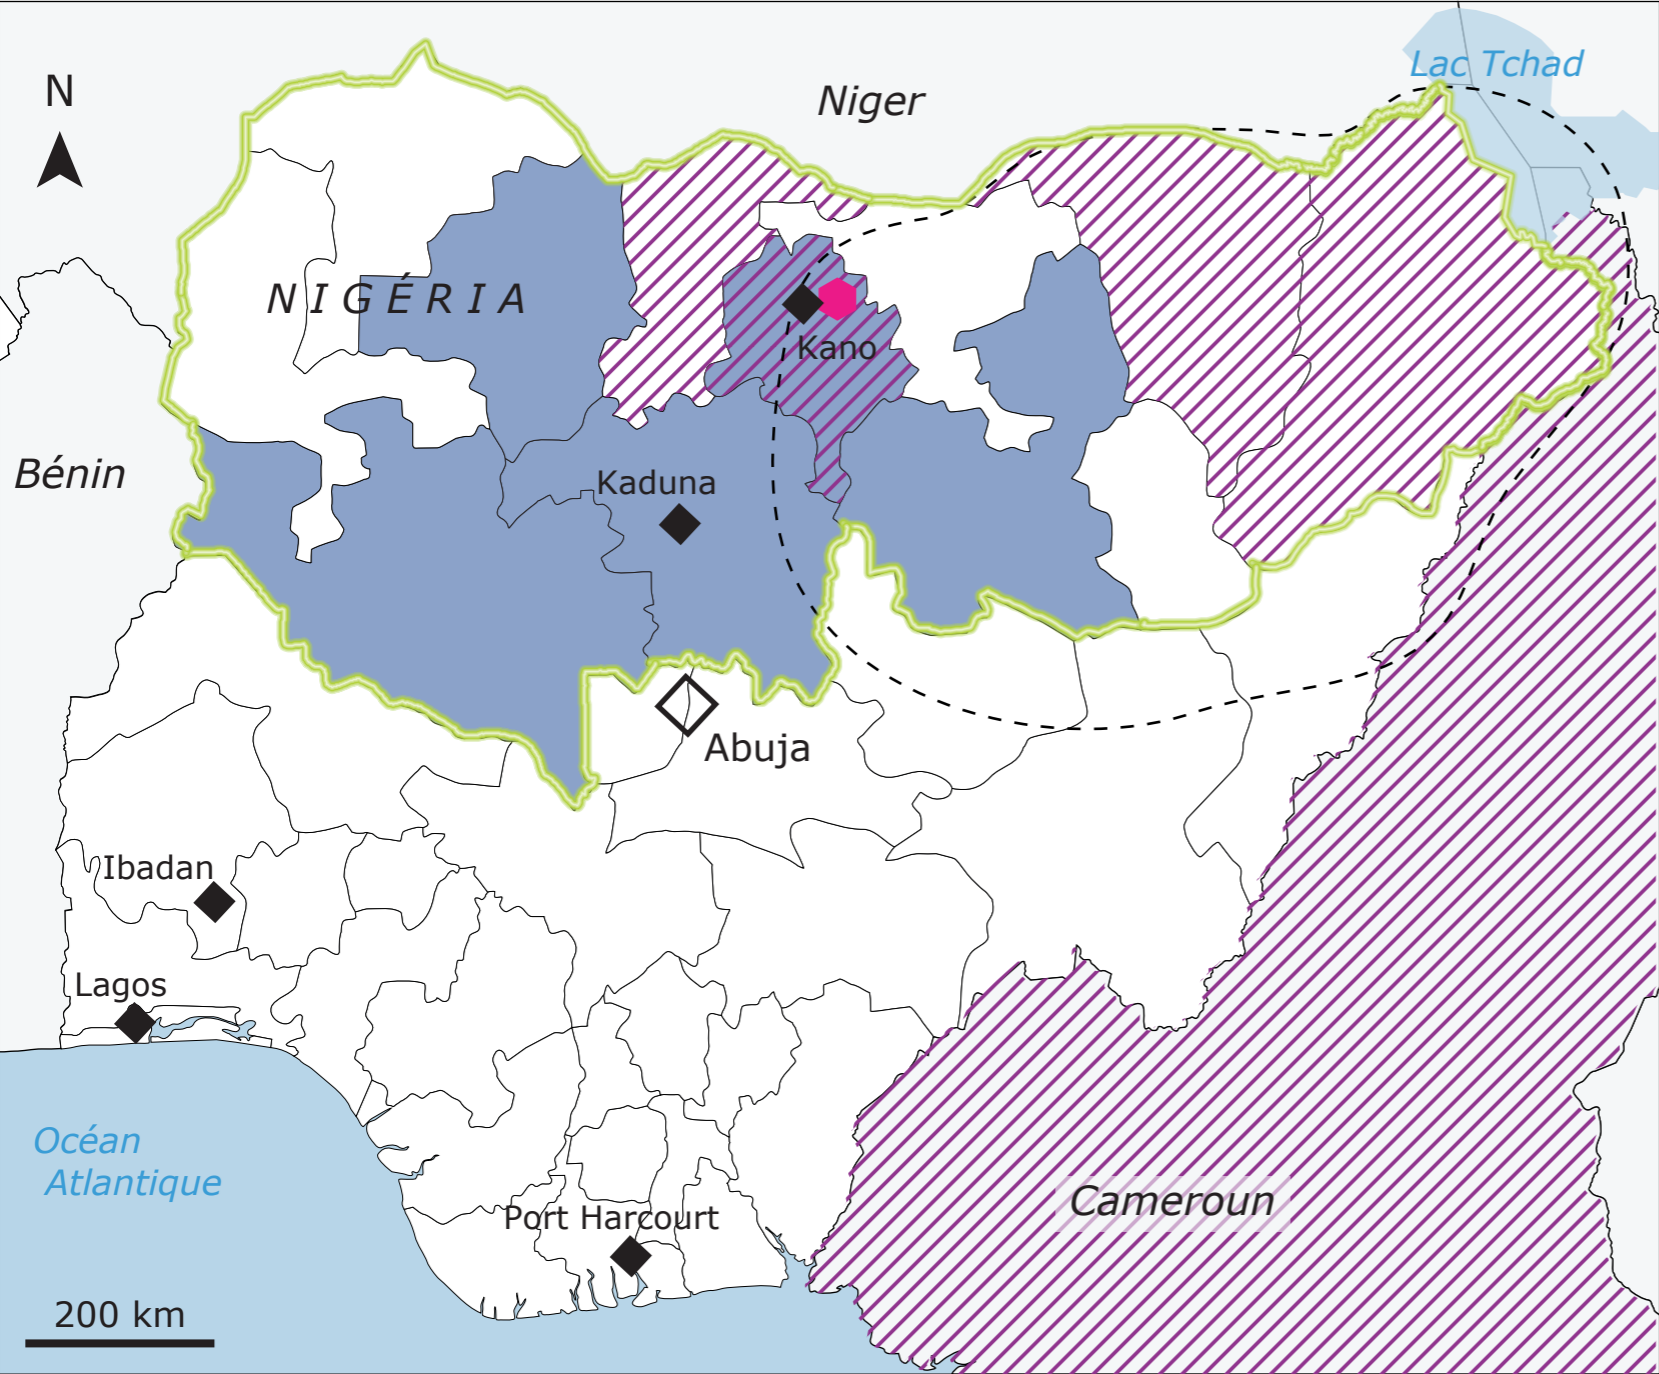 Lac Tchad
N
Niger
NIGÉRIA
Kano
Bénin
Kaduna
Abuja
Ibadan
Lagos
Océan
Atlantique
Cameroun
Port Harcourt
200 km